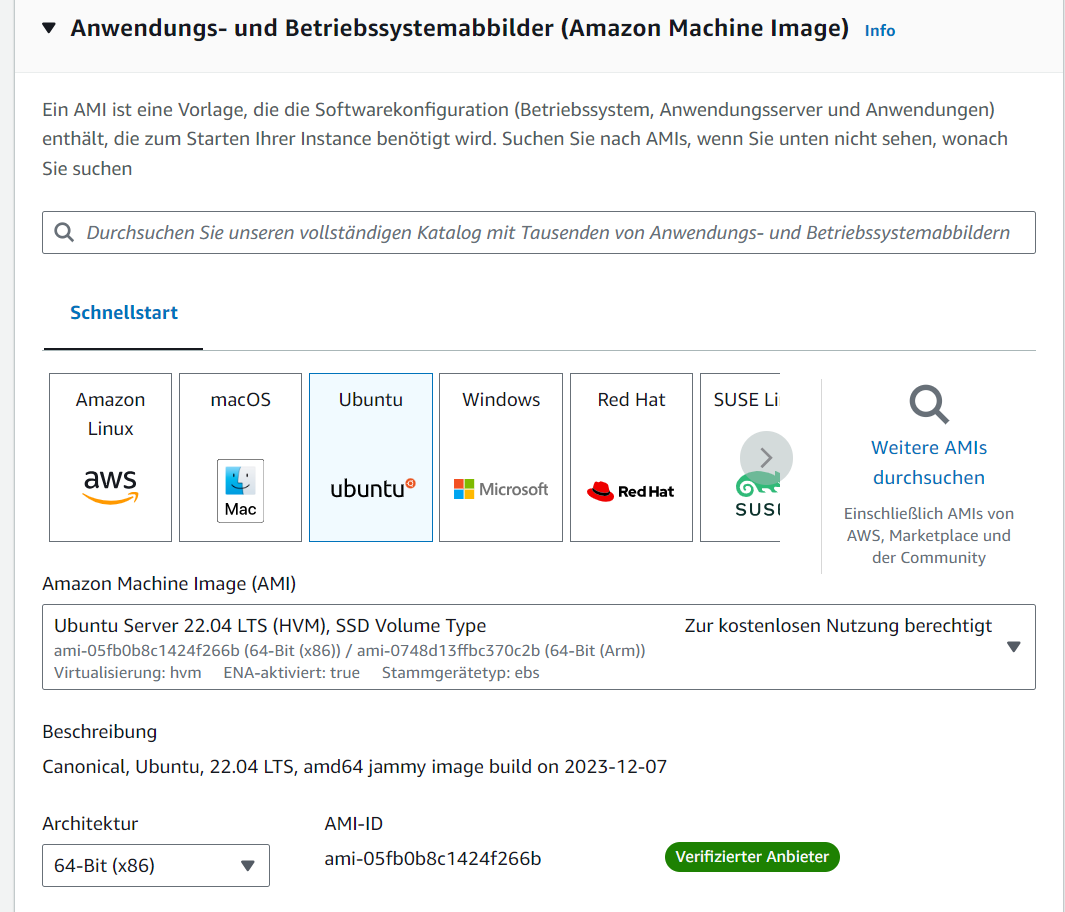 Anwendungs- und Betriebssystemabbilder (Amazon Machine Image) Info
Ein AMI ist eine Vorlage, die die Softwarekonfiguration (Betriebssystem, Anwendungsserver und Anwendungen)
enthält, die zum Starten Ihrer Instance benötigt wird. Suchen Sie nach AMIs, wenn Sie unten nicht sehen, wonach
Sie suchen
Durchsuchen Sie unseren vollständigen Katalog mit Tausenden von Anwendungs- und Betriebssystemabbildern
Schnellstart
Amazon
Linux
aws
macOS
Mac
Ubuntu
ubuntu
Windows
Microsoft
Red Hat
Red Hat
SUSE Li
SUS
Weitere AMIs
durchsuchen
Einschließlich AMIs von
AWS, Marketplace und
der Community
Amazon Machine Image (AMI)
Ubuntu Server 22.04 LTS (HVM), SSD Volume Type
Zur kostenlosen Nutzung berechtigt
ami-05fb0b8c1424f266b (64-Bit (x86)) / ami-0748d13ffbc370c2b (64-Bit (Arm))
Virtualisierung: hvm ENA-aktiviert: true Stammgerätetyp: ebs
Beschreibung
Canonical, Ubuntu, 22.04 LTS, amd64 jammy image build on 2023-12-07
Architektur
64-Bit (x86)
AMI-ID
ami-05fb0b8c1424f266b
Verifizierter Anbieter